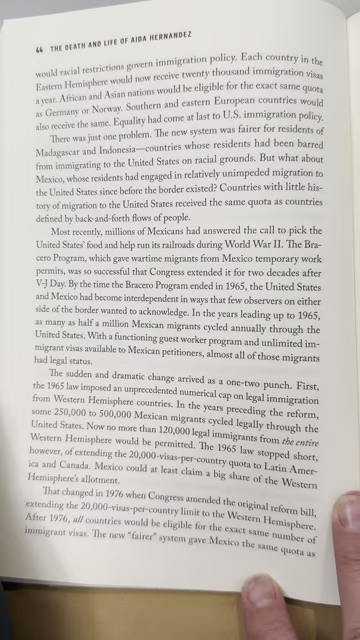 44 THE DEATH AND LIFE OF AIDA HERNANDEZ
would racial restrictions govern immigration policy. Each country in the
Eastern Hemisphere would now receive twenty thousand immigration visas
a year. African and Asian nations would be eligible for the exact same quota
as Germany or Norway. Southern and eastern European countries would
also receive the same. Equality had come at last to U.S. immigration policy.
There was just one problem. The new system was fairer for residents of
Madagascar and Indonesia—countries whose residents had been barred
from immigrating to the United States on racial grounds. But what about
Mexico, whose residents had engaged in relatively unimpeded migration to
the United States since before the border existed? Countries with little his-
tory of migration to the United States received the same quota as countries
defined by back-and-forth flows of people.
Most recently, millions of Mexicans had answered the call to pick the
United States' food and help run its railroads during World War II. The Bra-
cero Program, which gave wartime migrants from Mexico temporary work
permits, was so successful that Congress extended it for two decades after
V-J Day. By the time the Bracero Program ended in 1965, the United States
and Mexico had become interdependent in ways that few observers on either
side of the border wanted to acknowledge. In the years leading up to 1965,
as many as half a million Mexican migrants cycled annually through the
United States. With a functioning guest worker program and unlimited im-
migrant visas available to Mexican petitioners, almost all of those migrants
had legal status.
The sudden and dramatic change arrived as a one-two punch. First,
the 1965 law imposed an unprecedented numerical cap on legal immigration
from Western Hemisphere countries. In the years preceding the reform,
some 250,000 to 500,000 Mexican migrants cycled legally through the
United States. Now no more than 120,000 legal immigrants from the entire
Western Hemisphere would be permitted. The 1965 law stopped short,
however, of extending the 20,000-visas-per-country quota to Latin Amer-
ica and Canada. Mexico could at least claim a big share of the Western
Hemisphere's allotment.
That changed in 1976 when Congress amended the original reform bill,
extending the 20,000-visas-per-country limit to the Western Hemisphere.
After 1976, all countries would be eligible for the exact same number of
immigrant visas. The new "fairer" system gave Mexico the same quota as